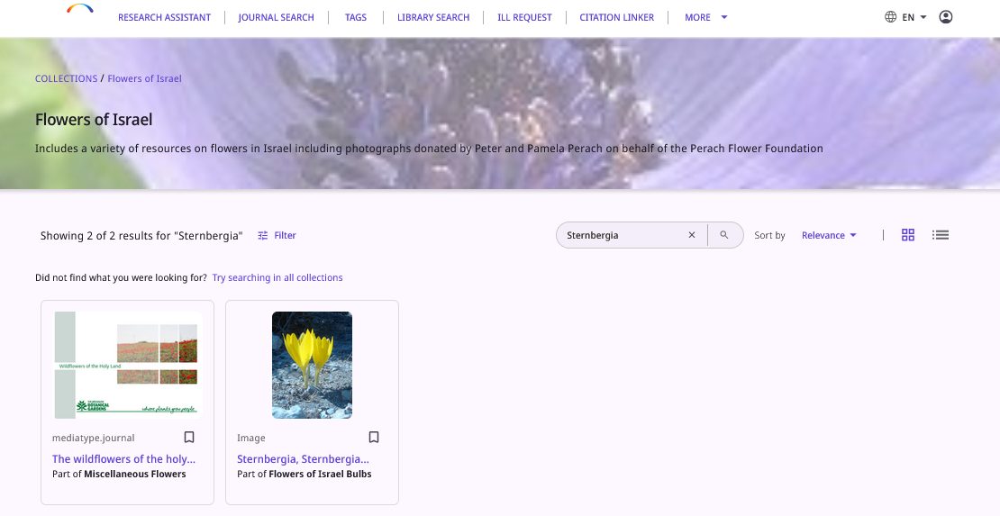 RESEARCH ASSISTANT JOURNAL SEARCH TAGS LIBRARY SEARCH ILL REQUEST CITATION LINKER MORE EN
COLLECTIONS / Flowers of Israel
Flowers of Israel
Includes a variety of resources on flowers in Israel including photographs donated by Peter and Pamela Perach on behalf of the Perach Flower Foundation
Showing 2 of 2 results for "Sternbergia" Filter Sternbergia Sort by Relevance
Did not find what you were looking for? Try searching in all collections
Wildflowers of the Holy Land
BOTANICAL
GARDENS
where plants grow people
mediatype.journal
The wildflowers of the holy...
Part of Miscellaneous Flowers
Image
Sternbergia, Sternbergia...
Part of Flowers of Israel Bulbs